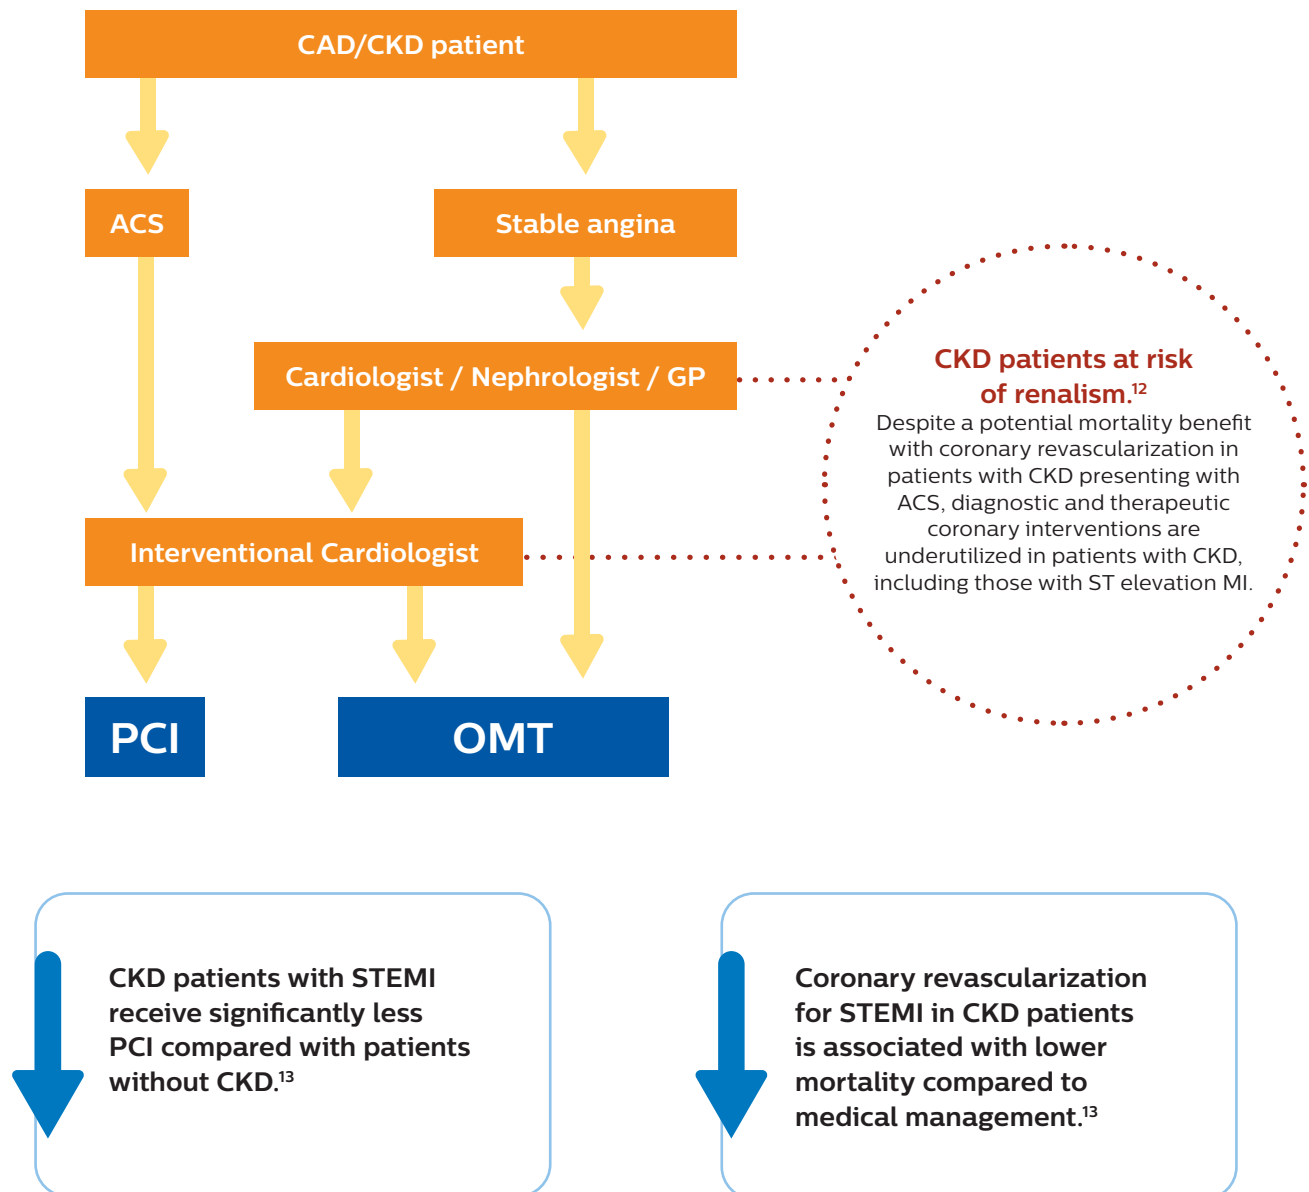 CAD/CKD patient
ACS
Stable angina
Cardiologist / Nephrologist / GP
Interventional Cardiologist
PCI
OMT
CKD patients at risk
of renalism.¹²
Despite a potential mortality benefit
with coronary revascularization in
patients with CKD presenting with
ACS, diagnostic and therapeutic
coronary interventions are
underutilized in patients with CKD,
including those with ST elevation MI.
CKD patients with STEMI
receive significantly less
PCI compared with patients
without CKD.¹³
Coronary revascularization
for STEMI in CKD patients
is associated with lower
mortality compared to
medical management.¹³